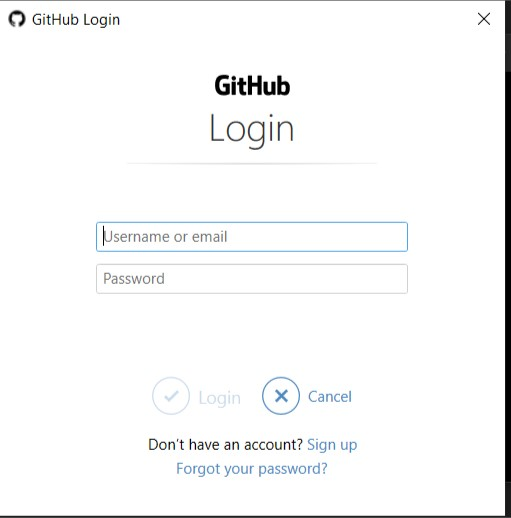 GitHub Login
GitHub
Login
Username or email
Password
Login
Cancel
Don't have an account? Sign up
Forgot your password?